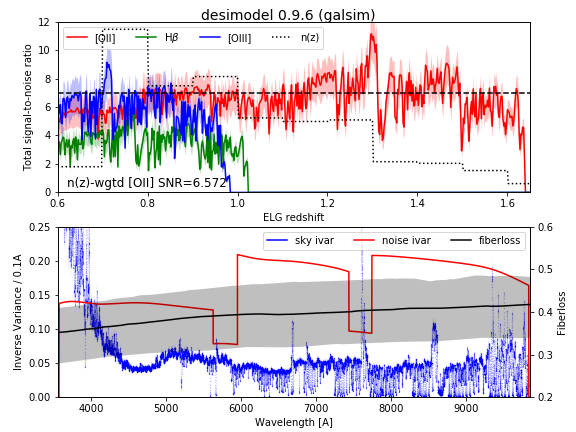 desimodel 0.9.6 (galsim)
[OII] Hβ [OIII] n(z)
Total signal-to-noise ratio
12
10
8
6
4
2
0
n(z)-wgtd [OII] SNR=6.572
0.6 0.8 1.0 1.2 1.4 1.6
ELG redshift
sky ivar noise ivar fiberloss
Inverse Variance / 0.1A
0.25
0.20
0.15
0.10
0.05
0.00
0.6
0.5
0.4
0.3
0.2
Fiberloss
4000 5000 6000 7000 8000 9000
Wavelength [A]